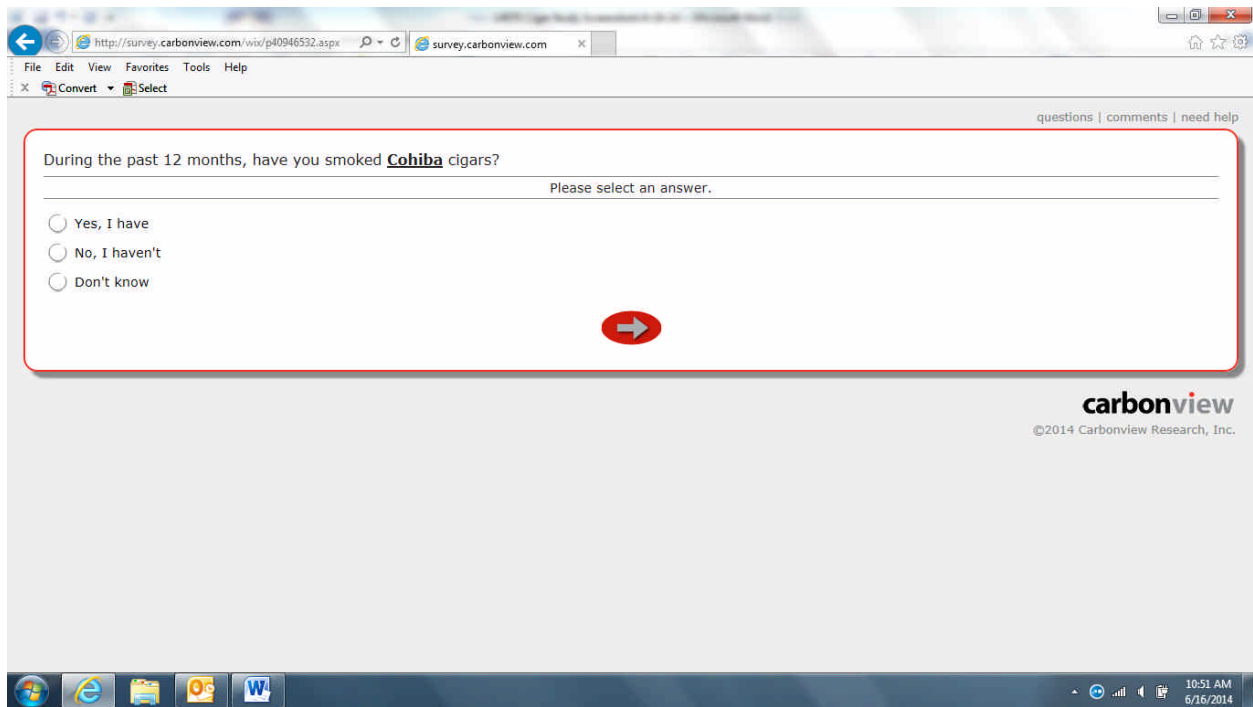 http://survey.carbonview.com/wix/p40946532.aspx
survey.carbonview.com
File Edit View Favorites Tools Help
Convert Select
questions | comments | need help
During the past 12 months, have you smoked Cohiba cigars?
Please select an answer.
Yes, I have
No, I haven't
Don't know
carbonview
©2014 Carbonview Research, Inc.
10:51 AM
6/16/2014